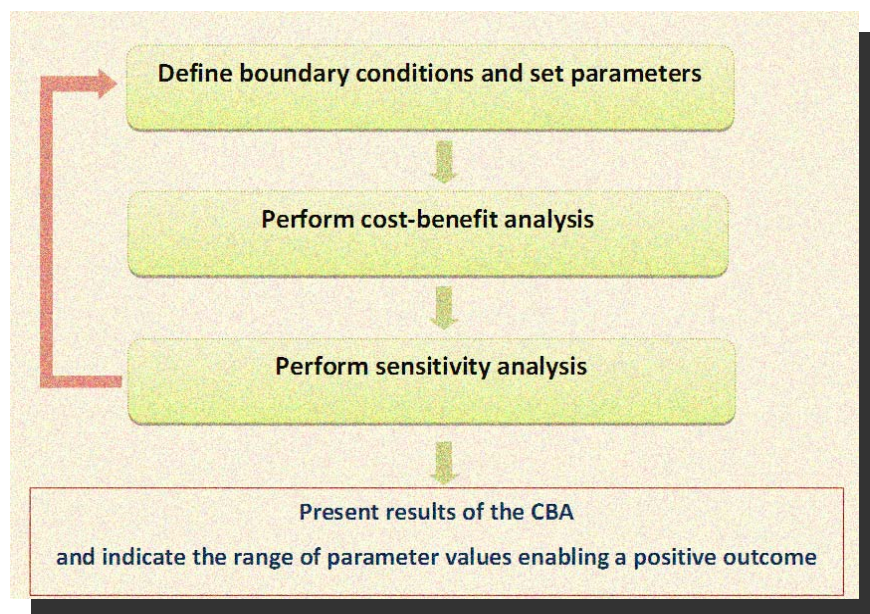 Define boundary conditions and set parameters
Perform cost-benefit analysis
Perform sensitivity analysis
Present results of the CBA
and indicate the range of parameter values enabling a positive outcome